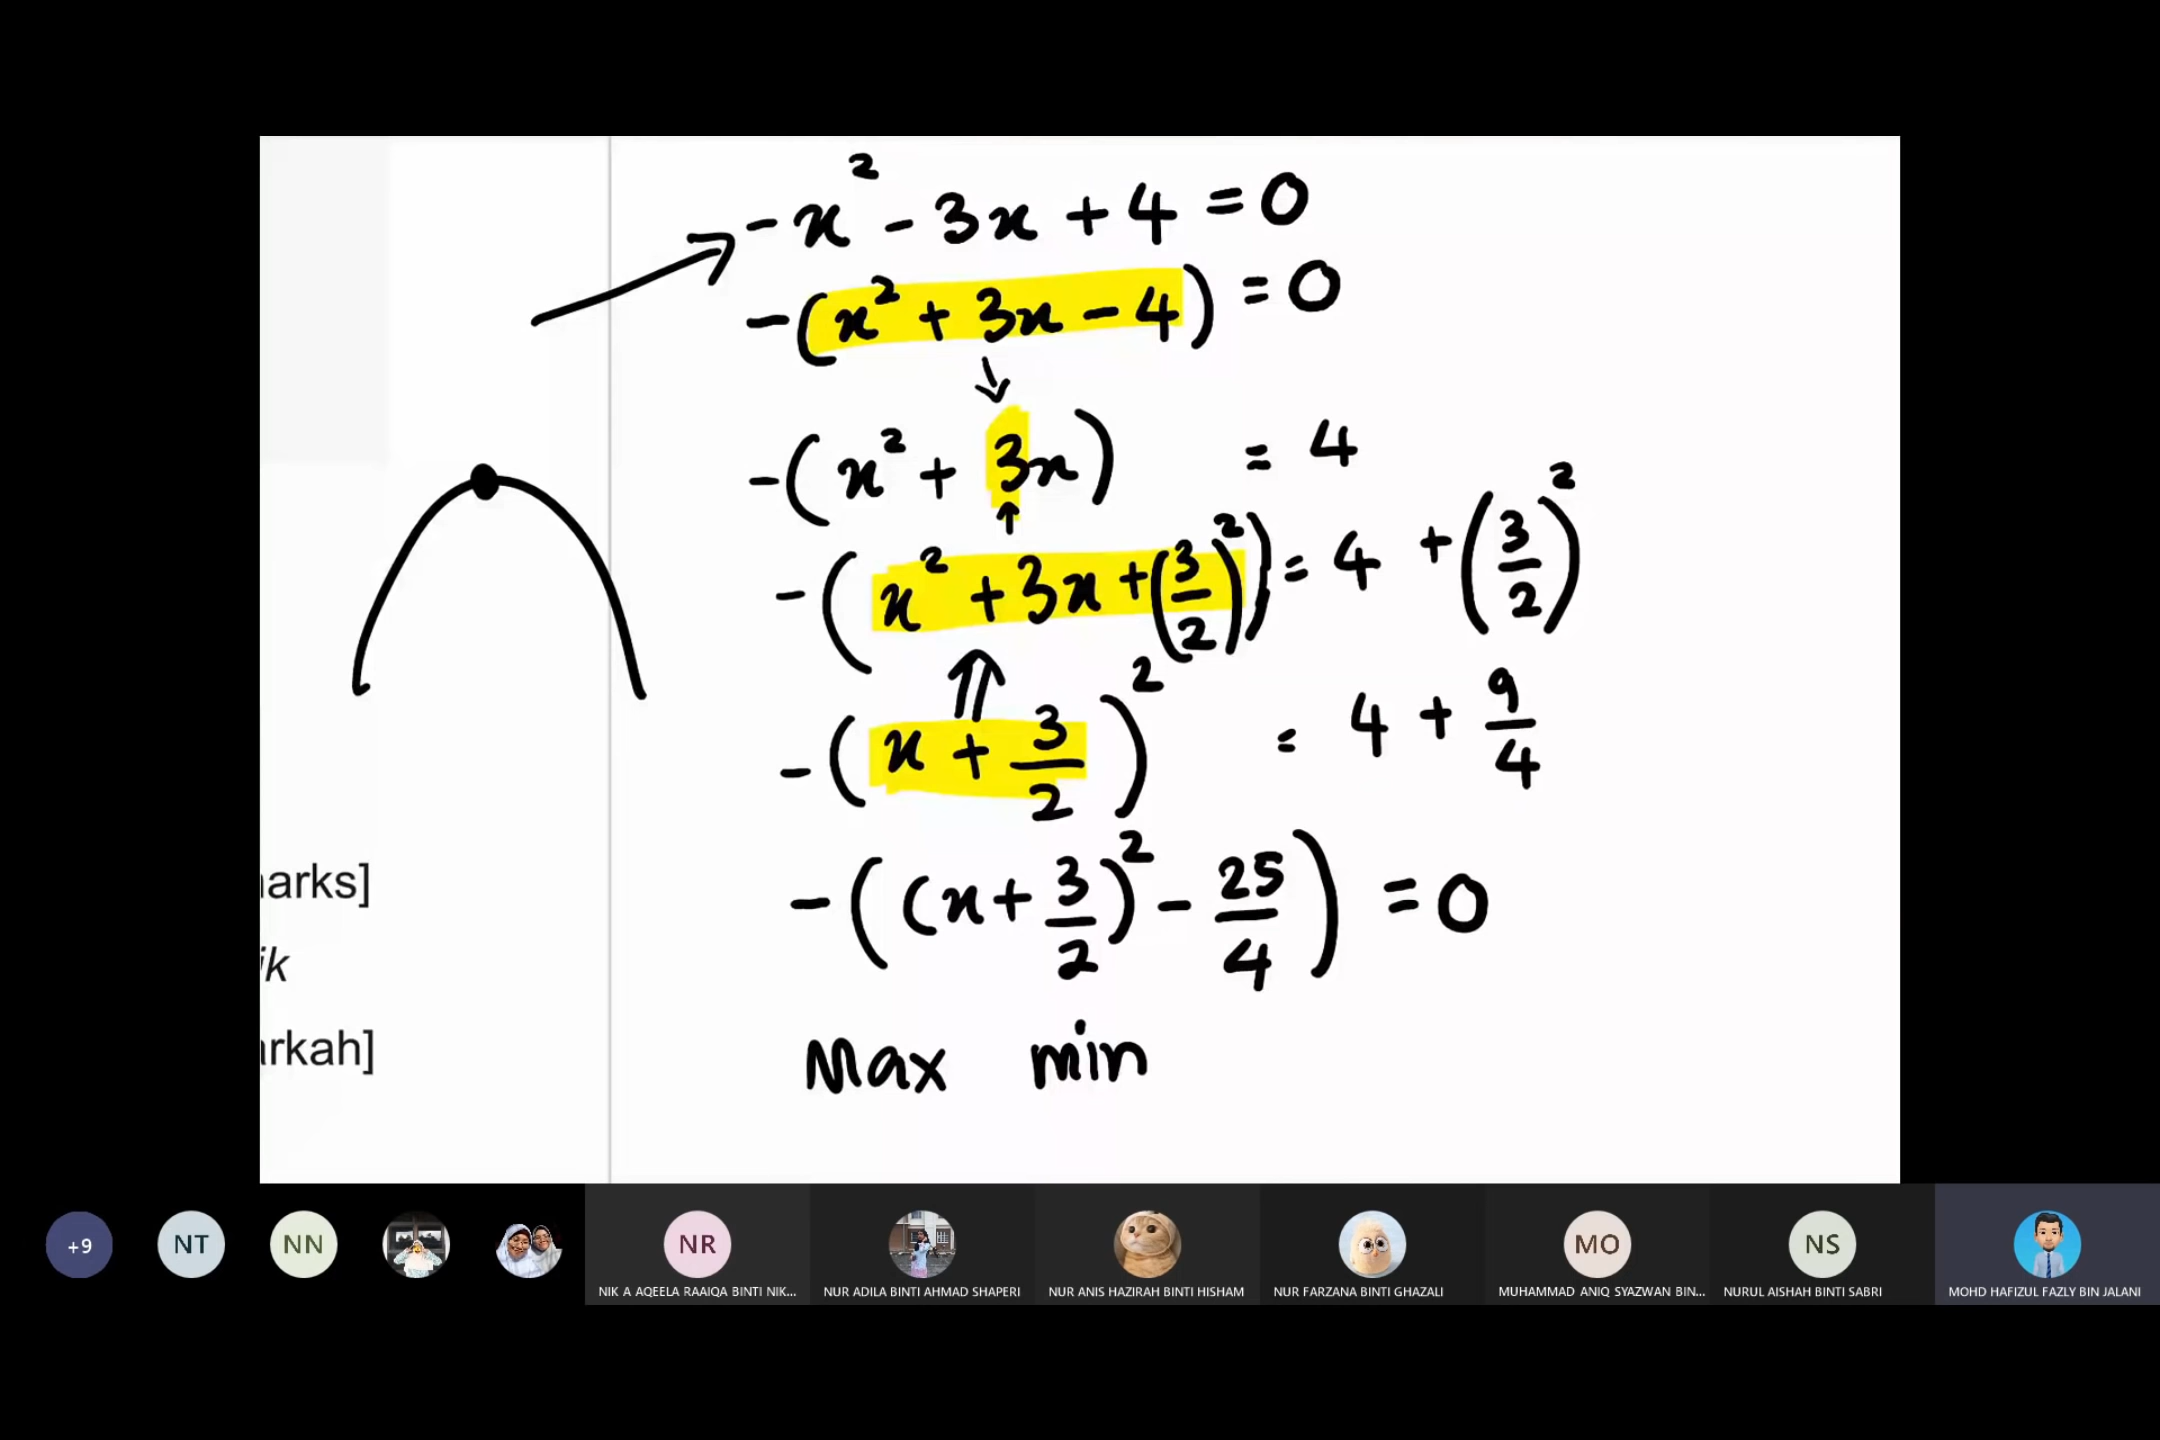 -x² - 3x + 4 = 0
-(x² + 3x - 4) = 0
-(x² + 3x) = 4
-(x² + 3x + (3/2)²) = 4 + (3/2)²
-(x + 3/2)² = 4 + 9/4
-((x + 3/2)² - 25/4) = 0
Max min
arks]
ik
arkah]
+9
NT
NN
NR
MO
NS
NIK A AQEELA RAAIQA BINTI NIK...
NUR ADILA BINTI AHMAD SHAPERI
NUR ANIS HAZIRAH BINTI HISHAM
NUR FARZANA BINTI GHAZALI
MUHAMMAD ANIQ SYAZWAN BIN...
NURUL AISHAH BINTI SABRI
MOHD HAFIZUL FAZLY BIN JALANI